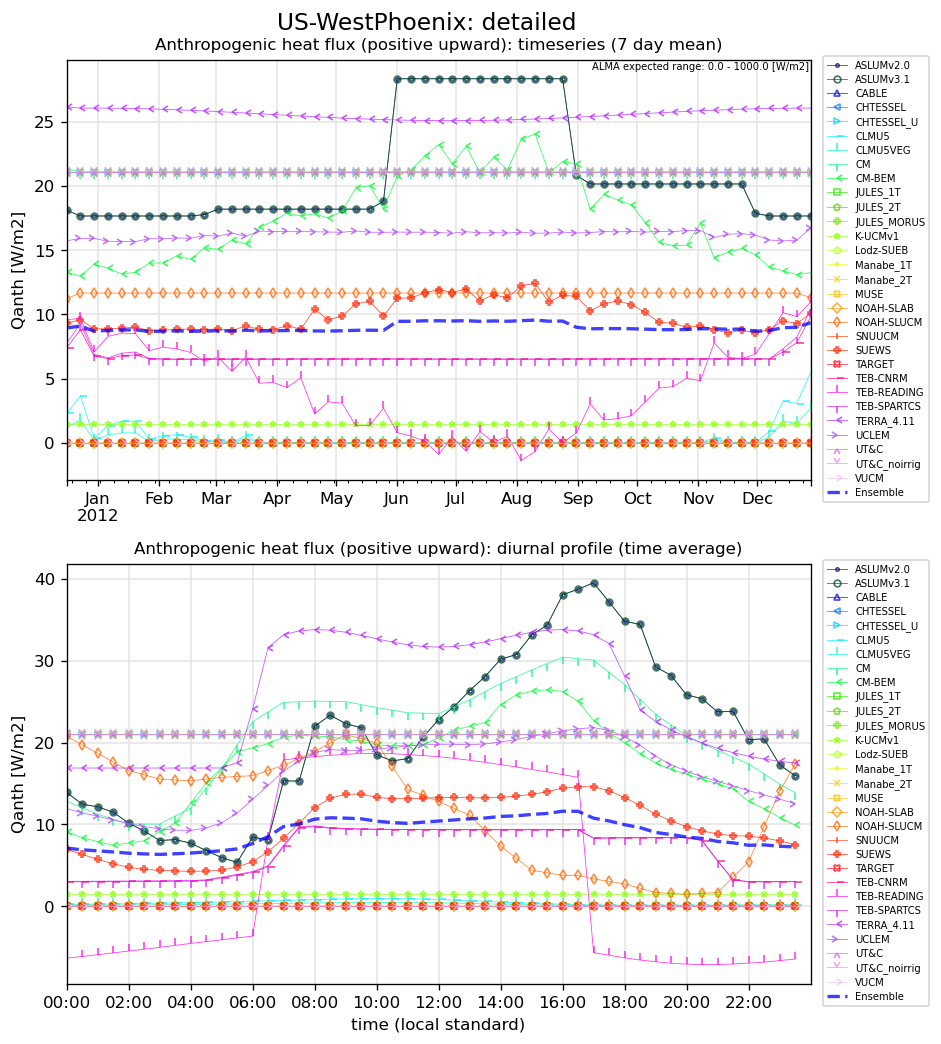 US-WestPhoenix: detailed
Anthropogenic heat flux (positive upward): timeseries (7 day mean)
ALMA expected range: 0.0 - 1000.0 [W/m2]
Qanth [W/m2]
25
20
15
10
5
0
Jan Feb Mar Apr May Jun Jul Aug Sep Oct Nov Dec
2012
ASLUMv2.0
ASLUMv3.1
CABLE
CHTESSEL
CHTESSEL_U
CLMU5
CLMU5VEG
CM
CM-BEM
JULES_1T
JULES_2T
JULES_MORUS
K-UCMv1
Lodz-SUEB
Manabe_1T
Manabe_2T
MUSE
NOAH-SLAB
NOAH-SLUCM
SNUUCM
SUEWS
TARGET
TEB-CNRM
TEB-READING
TEB-SPARTCS
TERRA_4.11
UCLEM
UT&C
UT&C_noirrig
VUCM
Ensemble
Anthropogenic heat flux (positive upward): diurnal profile (time average)
Qanth [W/m2]
40
30
20
10
0
00:00 02:00 04:00 06:00 08:00 10:00 12:00 14:00 16:00 18:00 20:00 22:00
time (local standard)
ASLUMv2.0
ASLUMv3.1
CABLE
CHTESSEL
CHTESSEL_U
CLMU5
CLMU5VEG
CM
CM-BEM
JULES_1T
JULES_2T
JULES_MORUS
K-UCMv1
Lodz-SUEB
Manabe_1T
Manabe_2T
MUSE
NOAH-SLAB
NOAH-SLUCM
SNUUCM
SUEWS
TARGET
TEB-CNRM
TEB-READING
TEB-SPARTCS
TERRA_4.11
UCLEM
UT&C
UT&C_noirrig
VUCM
Ensemble